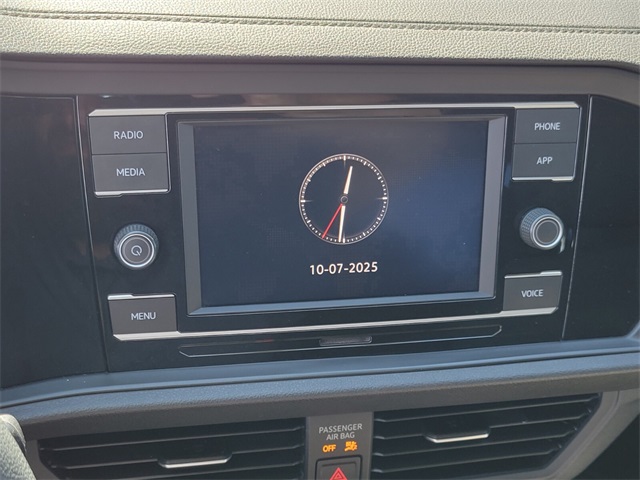 RADIO
MEDIA
MENU
10-07-2025
PHONE
APP
VOICE
PASSENGER
AIR BAG
OFF